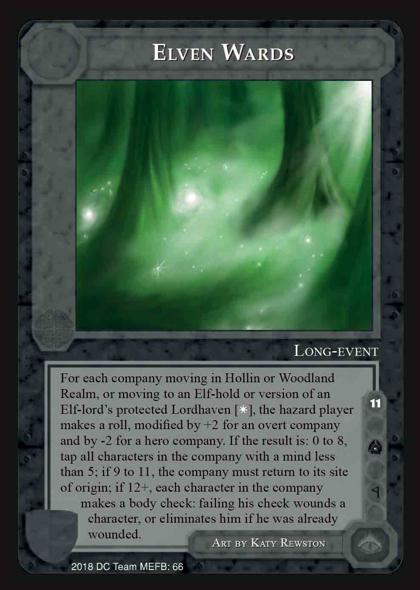 Elven Wards
Long-event
For each company moving in Hollin or Woodland
Realm, or moving to an Elf-hold or version of an
Elf-lord's protected Lordhaven [☀], the hazard player
makes a roll, modified by +2 for an overt company
and by -2 for a hero company. If the result is: 0 to 8,
tap all characters in the company with a mind less
than 5; if 9 to 11, the company must return to its site
of origin; if 12+, each character in the company
makes a body check: failing his check wounds a
character, or eliminates him if he was already
wounded.
11
Art by Katy Rewston
2018 DC Team MEFB: 66